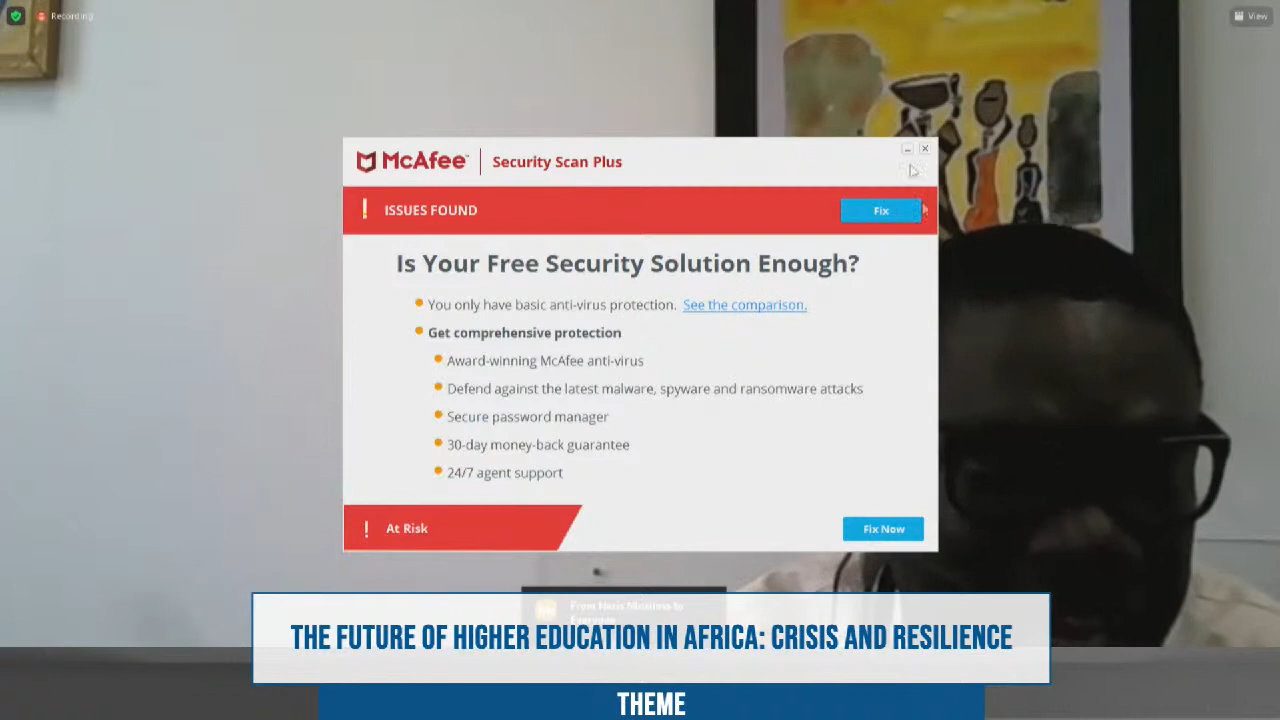 Recording
View
McAfee
Security Scan Plus
ISSUES FOUND
Fix
Is Your Free Security Solution Enough?
You only have basic anti-virus protection. See the comparison.
Get comprehensive protection
Award-winning McAfee anti-virus
Defend against the latest malware, spyware and ransomware attacks
Secure password manager
30-day money-back guarantee
24/7 agent support
At Risk
Fix Now
to
THE FUTURE OF HIGHER EDUCATION IN AFRICA: CRISIS AND RESILIENCE
THEME